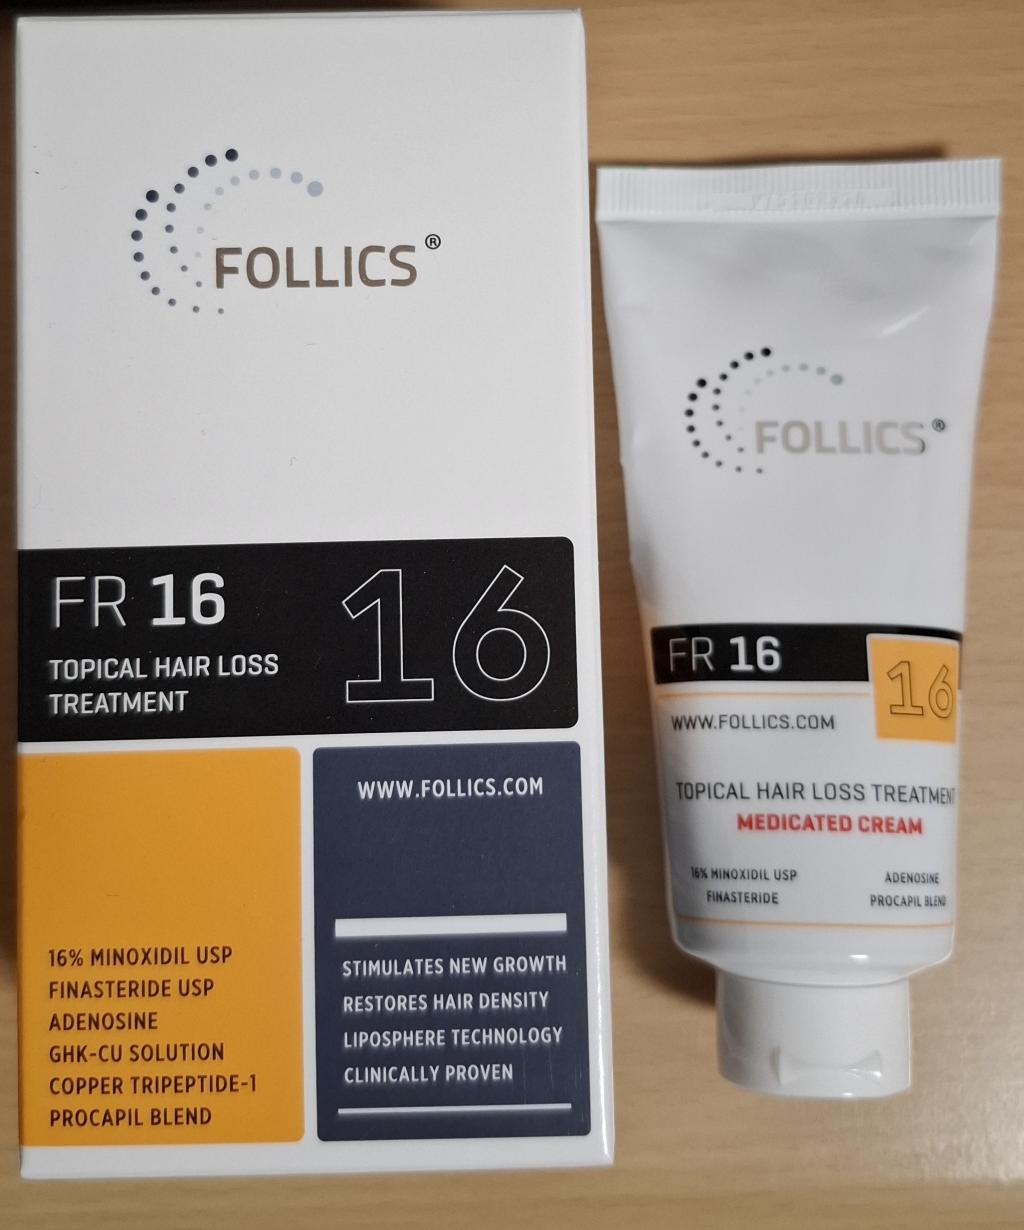 FOLLICS®
FR 16
16
TOPICAL HAIR LOSS
TREATMENT
WWW.FOLLICS.COM
16% MINOXIDIL USP
FINASTERIDE USP
ADENOSINE
GHK-CU SOLUTION
COPPER TRIPEPTIDE-1
PROCAPIL BLEND
STIMULATES NEW GROWTH
RESTORES HAIR DENSITY
LIPOSPHERE TECHNOLOGY
CLINICALLY PROVEN
FOLLICS®
FR 16
16
WWW.FOLLICS.COM
TOPICAL HAIR LOSS TREATMENT
MEDICATED CREAM
16% MINOXIDIL USP
FINASTERIDE
ADENOSINE
PROCAPIL BLEND